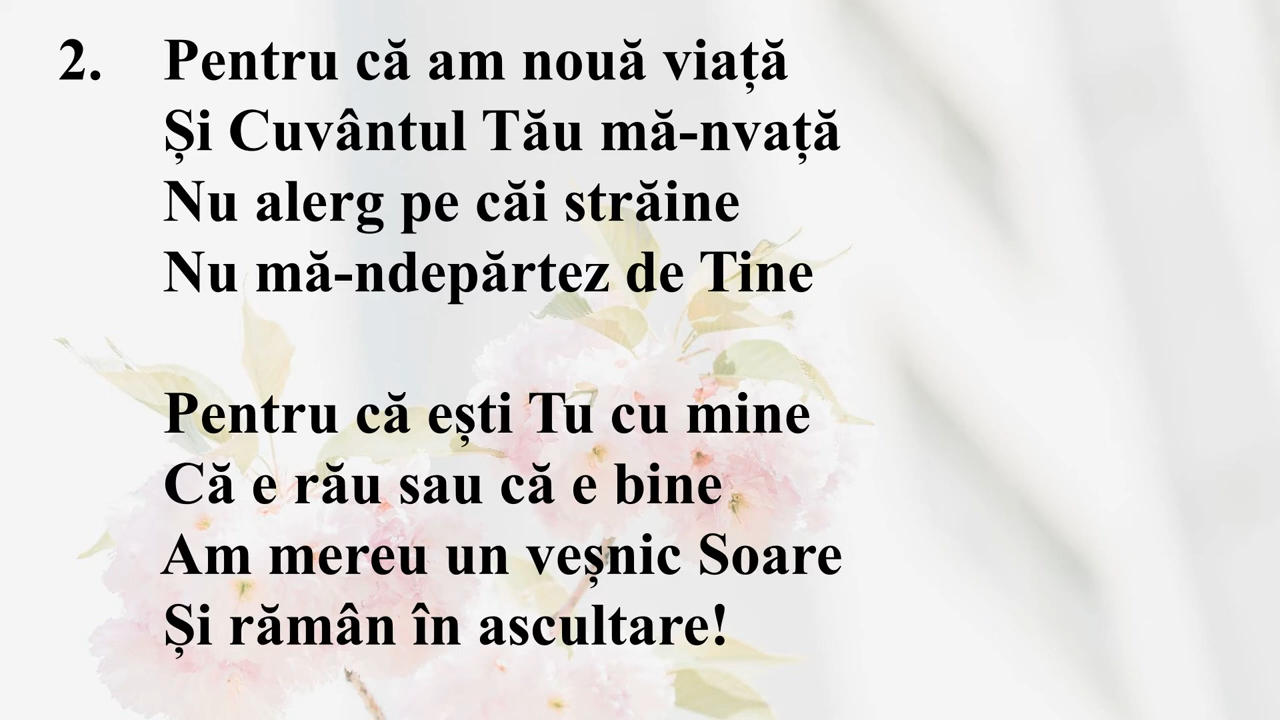 2. Pentru că am nouă viață
Și Cuvântul Tău mă-nvață
Nu alerg pe căi străine
Nu mă-ndepărtez de Tine
Pentru că ești Tu cu mine
Că e rău sau că e bine
Am mereu un veșnic Soare
Și rămân în ascultare!